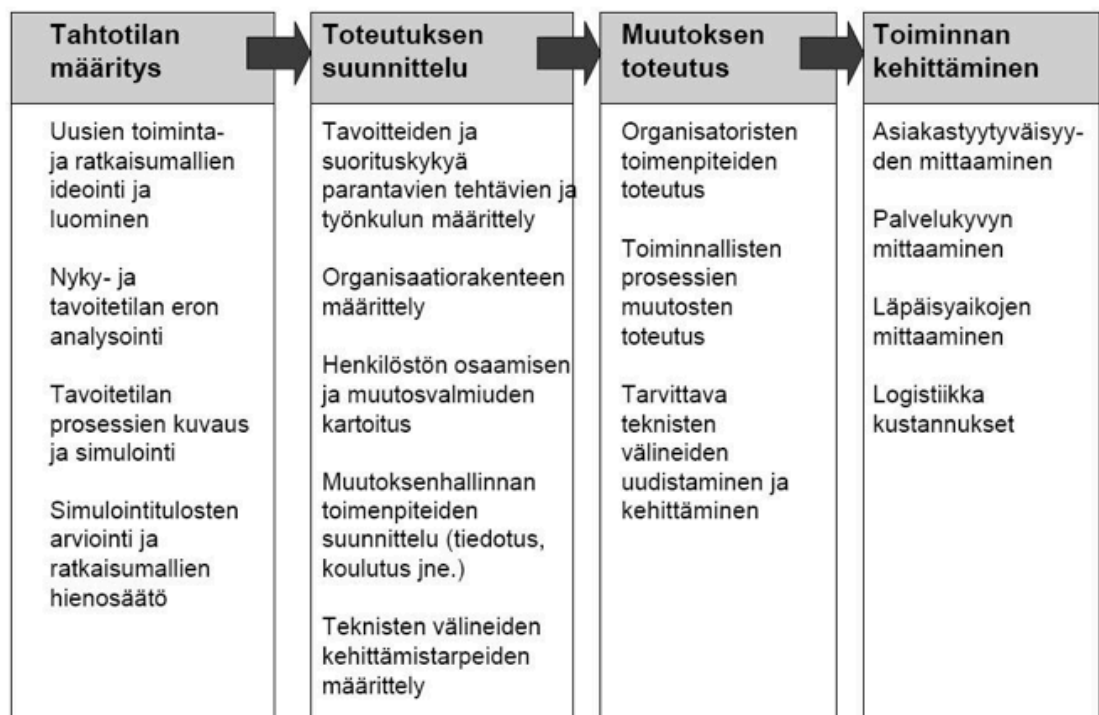 Tahtotilan
määritys
Uusien toiminta-
ja ratkaisumallien
ideointi ja
luominen
Nyky- ja
tavoitetilan eron
analysointi
Tavoitetilan
prosessien kuvaus
ja simulointi
Simulointitulosten
arviointi ja
ratkaisumallien
hienosäätö
Toteutuksen
suunnittelu
Tavoitteiden ja
suorituskykyä
parantavien tehtävien ja
työnkulun määrittely
Organisaatiorakenteen
määrittely
Henkilöstön osaamisen
ja muutosvalmiuden
kartoitus
Muutoksenhallinnan
toimenpiteiden
suunnittelu (tiedotus,
koulutus jne.)
Teknisten välineiden
kehittämistarpeiden
määrittely
Muutoksen
toteutus
Organisatoristen
toimenpiteiden
toteutus
Toiminnallisten
prosessien
muutosten
toteutus
Tarvittava
teknisten
välineiden
uudistaminen ja
kehittäminen
Toiminnan
kehittäminen
Asiakastyytyväisyy-
den mittaaminen
Palvelukyvyn
mittaaminen
Läpäisyaikojen
mittaaminen
Logistiikka
kustannukset